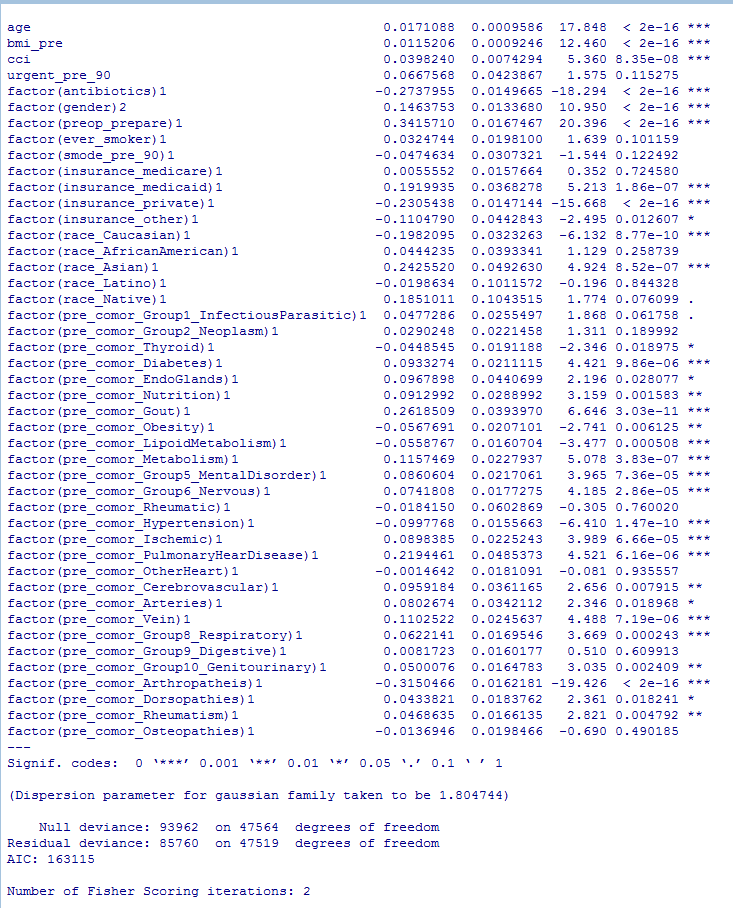 age 0.0171088 0.0009586 17.848 < 2e-16 ***
bmi_pre 0.0115206 0.0009246 12.460 < 2e-16 ***
cci 0.0398240 0.0074294 5.360 8.35e-08 ***
urgent_pre_90 0.0667568 0.0423867 1.575 0.115275
factor(antibiotics)1 -0.2737955 0.0149665 -18.294 < 2e-16 ***
factor(gender)2 0.1463753 0.0133680 10.950 < 2e-16 ***
factor(preop_prepare)1 0.3415710 0.0167467 20.396 < 2e-16 ***
factor(ever_smoker)1 0.0324744 0.0198100 1.639 0.101159
factor(smode_pre_90)1 -0.0474634 0.0307321 -1.544 0.122492
factor(insurance_medicare)1 0.0055552 0.0157664 0.352 0.724580
factor(insurance_medicaid)1 0.1919935 0.0368278 5.213 1.86e-07 ***
factor(insurance_private)1 -0.2305438 0.0147144 -15.668 < 2e-16 ***
factor(insurance_other)1 -0.1104790 0.0442843 -2.495 0.012607 *
factor(race_Caucasian)1 -0.1982095 0.0323263 -6.132 8.77e-10 ***
factor(race_AfricanAmerican)1 0.0444235 0.0393341 1.129 0.258739
factor(race_Asian)1 0.2425520 0.0492630 4.924 8.52e-07 ***
factor(race_Latino)1 -0.0198634 0.1011572 -0.196 0.844328
factor(race_Native)1 0.1851011 0.1043515 1.774 0.076099 .
factor(pre_comor_Group1_InfectiousParasitic)1 0.0477286 0.0255497 1.868 0.061758 .
factor(pre_comor_Group2_Neoplasm)1 0.0290248 0.0221458 1.311 0.189992
factor(pre_comor_Thyroid)1 -0.0448545 0.0191188 -2.346 0.018975 *
factor(pre_comor_Diabetes)1 0.0933274 0.0211115 4.421 9.86e-06 ***
factor(pre_comor_EndoGlands)1 0.0967898 0.0440699 2.196 0.028077 *
factor(pre_comor_Nutrition)1 0.0912992 0.0288992 3.159 0.001583 **
factor(pre_comor_Gout)1 0.2618509 0.0393970 6.646 3.03e-11 ***
factor(pre_comor_Obesity)1 -0.0567691 0.0207101 -2.741 0.006125 **
factor(pre_comor_LipoidMetabolism)1 -0.0558767 0.0160704 -3.477 0.000508 ***
factor(pre_comor_Metabolism)1 0.1157469 0.0227937 5.078 3.83e-07 ***
factor(pre_comor_Group5_MentalDisorder)1 0.0860604 0.0217061 3.965 7.36e-05 ***
factor(pre_comor_Group6_Nervous)1 0.0741808 0.0177275 4.185 2.86e-05 ***
factor(pre_comor_Rheumatic)1 -0.0184150 0.0602869 -0.305 0.760020
factor(pre_comor_Hypertension)1 -0.0997768 0.0155663 -6.410 1.47e-10 ***
factor(pre_comor_Ischemic)1 0.0898385 0.0225243 3.989 6.66e-05 ***
factor(pre_comor_PulmonaryHearDisease)1 0.2194461 0.0485373 4.521 6.16e-06 ***
factor(pre_comor_OtherHeart)1 -0.0014642 0.0181091 -0.081 0.935557
factor(pre_comor_Cerebrovascular)1 0.0959184 0.0361165 2.656 0.007915 **
factor(pre_comor_Arteries)1 0.0802674 0.0342112 2.346 0.018968 *
factor(pre_comor_Vein)1 0.1102522 0.0245637 4.488 7.19e-06 ***
factor(pre_comor_Group8_Respiratory)1 0.0622141 0.0169546 3.669 0.000243 ***
factor(pre_comor_Group9_Digestive)1 0.0081723 0.0160177 0.510 0.609913
factor(pre_comor_Group10_Genitourinary)1 0.0500076 0.0164783 3.035 0.002409 **
factor(pre_comor_Arthropatheis)1 -0.3150466 0.0162181 -19.426 < 2e-16 ***
factor(pre_comor_Dorsopathies)1 0.0433821 0.0183762 2.361 0.018241 *
factor(pre_comor_Rheumatism)1 0.0468635 0.0166135 2.821 0.004792 **
factor(pre_comor_Osteopathies)1 -0.0136946 0.0198466 -0.690 0.490185
---
Signif. codes: 0 ‘***’ 0.001 ‘**’ 0.01 ‘*’ 0.05 ‘.’ 0.1 ‘ ’ 1
(Dispersion parameter for gaussian family taken to be 1.804744)
Null deviance: 93962 on 47564 degrees of freedom
Residual deviance: 85760 on 47519 degrees of freedom
AIC: 163115
Number of Fisher Scoring iterations: 2